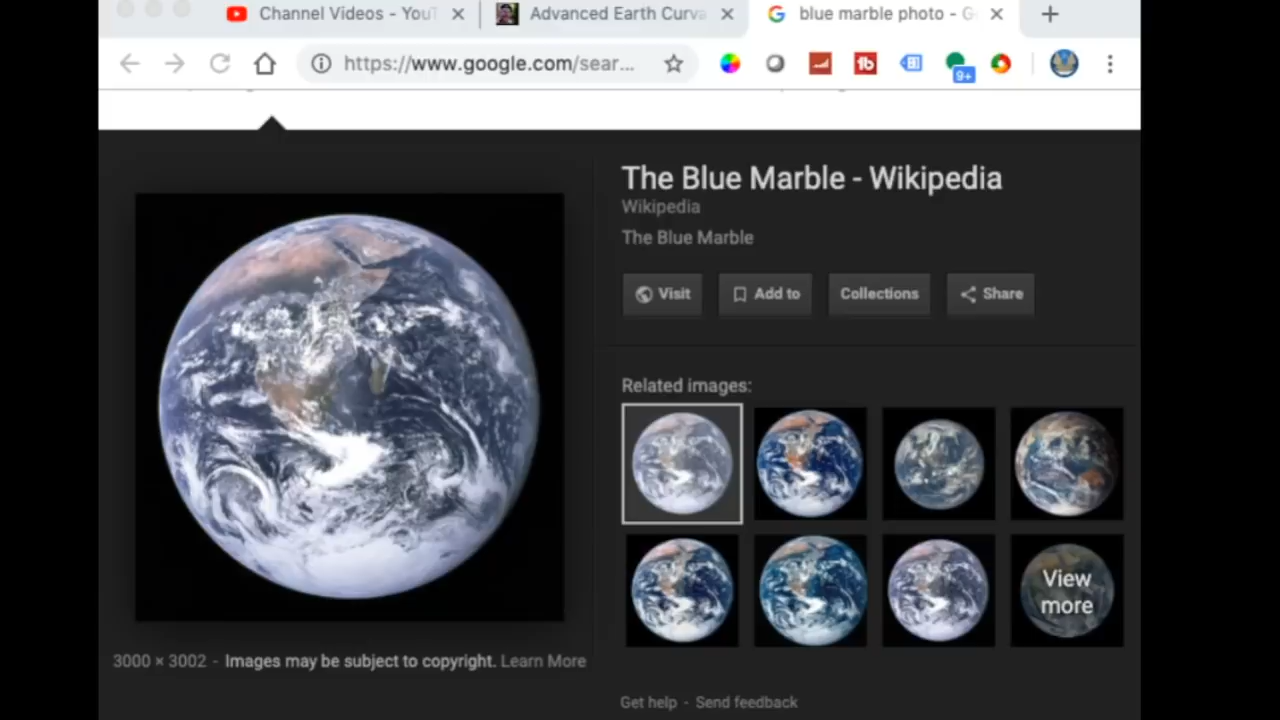 Channel Videos - YouT
Advanced Earth Curva
blue marble photo - G
https://www.google.com/sear...
1b
9+
The Blue Marble - Wikipedia
Wikipedia
The Blue Marble
Visit
Add to
Collections
Share
Related images:
View
more
3000 × 3002 - Images may be subject to copyright. Learn More
Get help - Send feedback